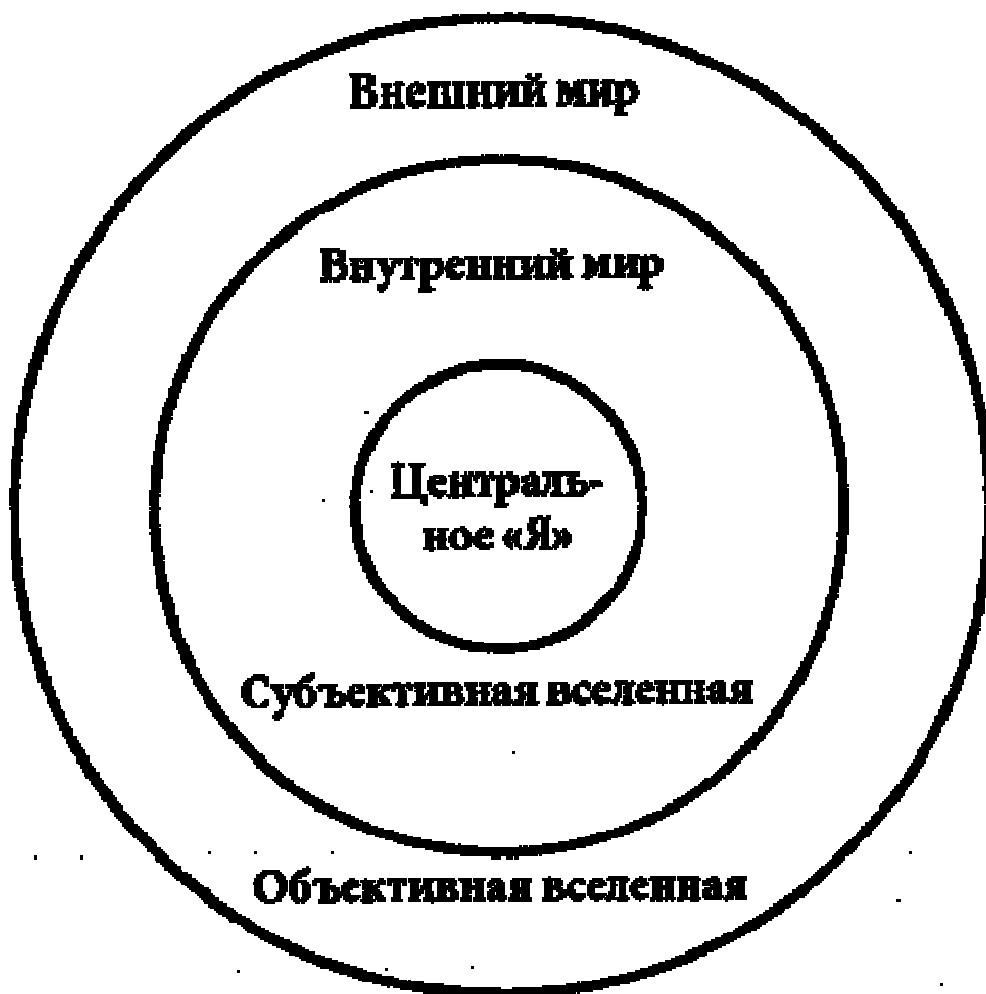 Внешний мир
Внутренний мир
Централь-
ное «Я»
Субъективная вселенная
Объективная вселенная